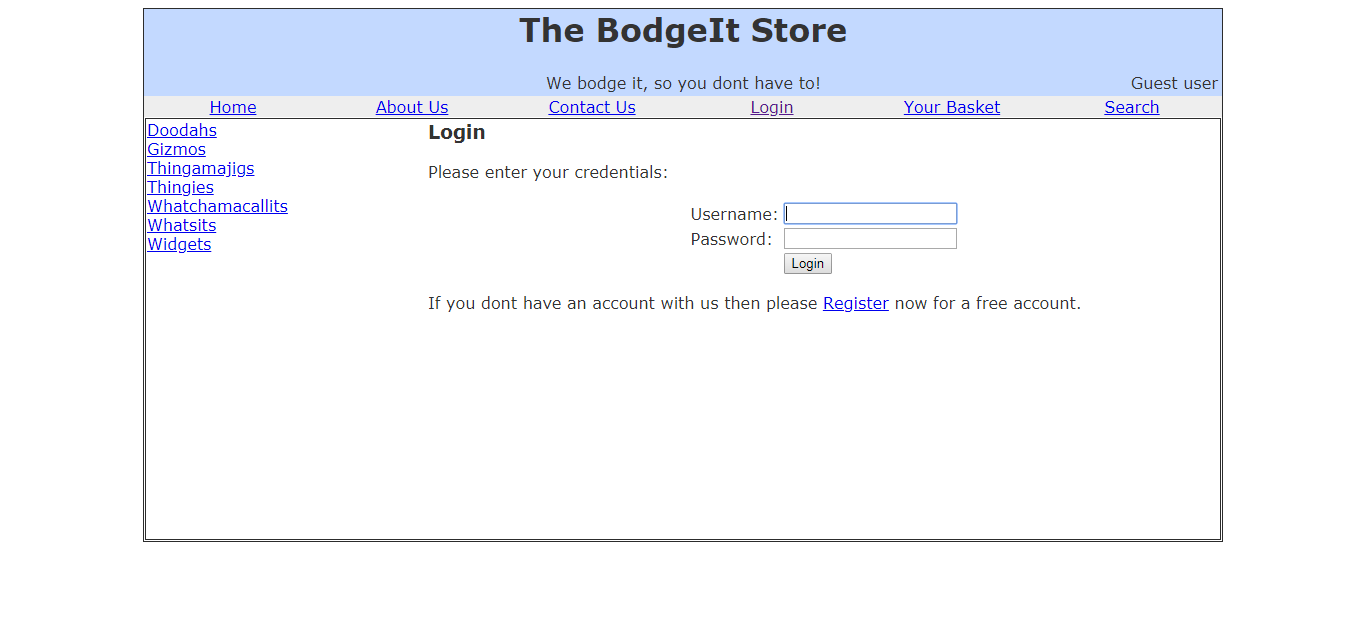 The BodgeIt Store
We bodge it, so you dont have to! Guest user
Home About Us Contact Us Login Your Basket Search
Doodahs
Gizmos
Thingamajigs
Thingies
Whatchamacallits
Whatsits
Widgets
Login
Please enter your credentials:
Username:
Password:
Login
If you dont have an account with us then please Register now for a free account.